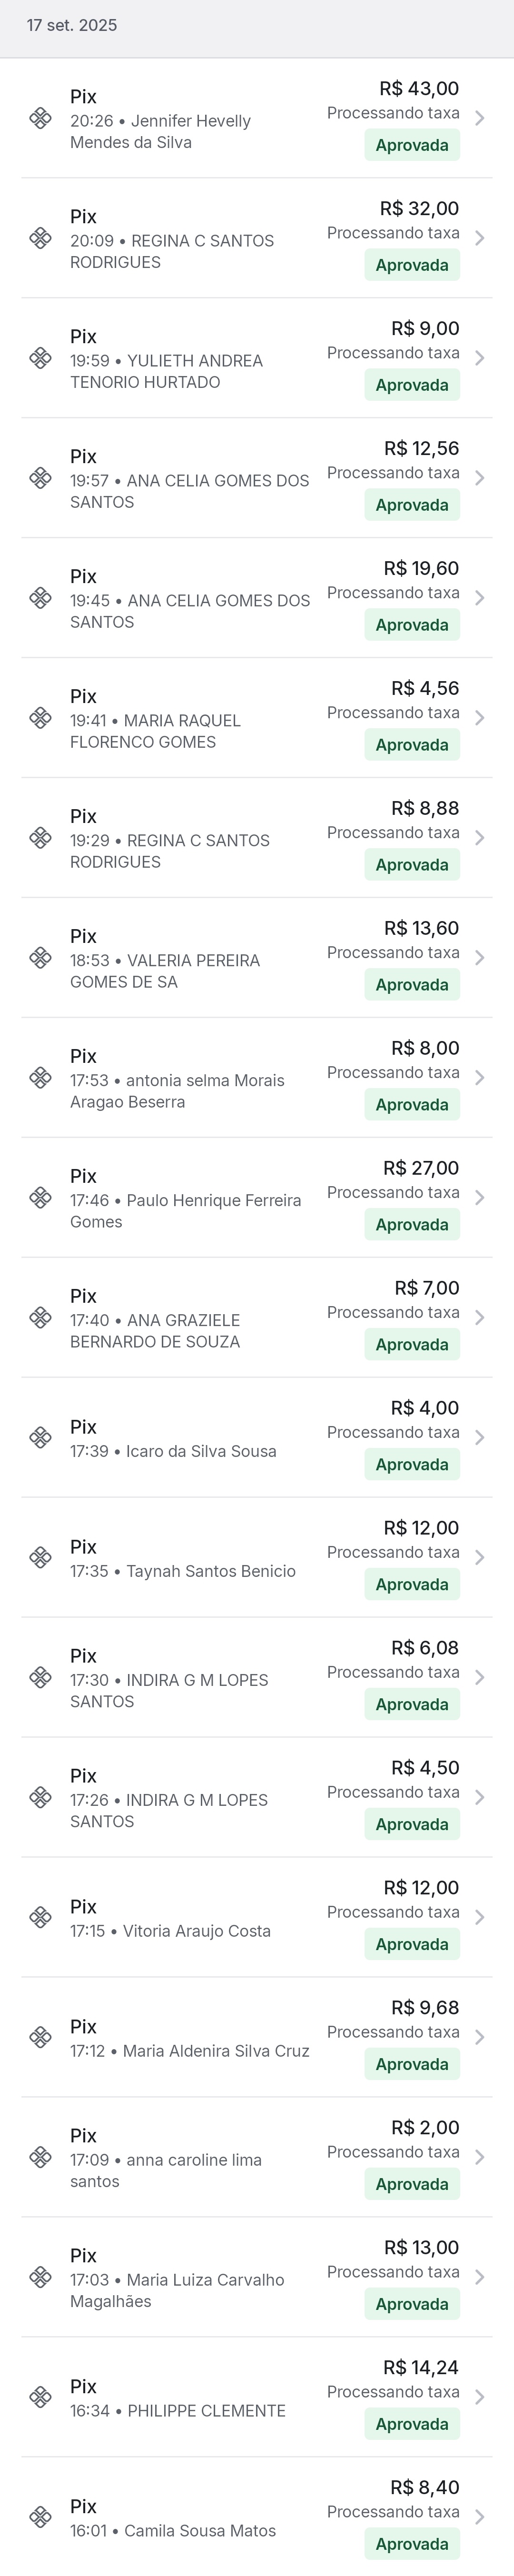 17 set. 2025
Pix
20:26 • Jennifer Hevelly
Mendes da Silva
R$ 43,00
Processando taxa
Aprovada
Pix
20:09 • REGINA C SANTOS
RODRIGUES
R$ 32,00
Processando taxa
Aprovada
Pix
19:59 • YULIETH ANDREA
TENORIO HURTADO
R$ 9,00
Processando taxa
Aprovada
Pix
19:57 • ANA CELIA GOMES DOS
SANTOS
R$ 12,56
Processando taxa
Aprovada
Pix
19:45 • ANA CELIA GOMES DOS
SANTOS
R$ 19,60
Processando taxa
Aprovada
Pix
19:41 • MARIA RAQUEL
FLORENCO GOMES
R$ 4,56
Processando taxa
Aprovada
Pix
19:29 • REGINA C SANTOS
RODRIGUES
R$ 8,88
Processando taxa
Aprovada
Pix
18:53 • VALERIA PEREIRA
GOMES DE SA
R$ 13,60
Processando taxa
Aprovada
Pix
17:53 • antonia selma Morais
Aragao Beserra
R$ 8,00
Processando taxa
Aprovada
Pix
17:46 • Paulo Henrique Ferreira
Gomes
R$ 27,00
Processando taxa
Aprovada
Pix
17:40 • ANA GRAZIELE
BERNARDO DE SOUZA
R$ 7,00
Processando taxa
Aprovada
Pix
17:39 • Icaro da Silva Sousa
R$ 4,00
Processando taxa
Aprovada
Pix
17:35 • Taynah Santos Benicio
R$ 12,00
Processando taxa
Aprovada
Pix
17:30 • INDIRA G M LOPES
SANTOS
R$ 6,08
Processando taxa
Aprovada
Pix
17:26 • INDIRA G M LOPES
SANTOS
R$ 4,50
Processando taxa
Aprovada
Pix
17:15 • Vitoria Araujo Costa
R$ 12,00
Processando taxa
Aprovada
Pix
17:12 • Maria Aldenira Silva Cruz
R$ 9,68
Processando taxa
Aprovada
Pix
17:09 • anna caroline lima
santos
R$ 2,00
Processando taxa
Aprovada
Pix
17:03 • Maria Luiza Carvalho
Magalhães
R$ 13,00
Processando taxa
Aprovada
Pix
16:34 • PHILIPPE CLEMENTE
R$ 14,24
Processando taxa
Aprovada
Pix
16:01 • Camila Sousa Matos
R$ 8,40
Processando taxa
Aprovada